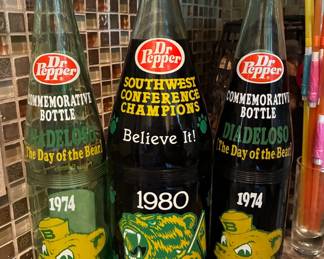 Dr
Pepper
COMMEMORATIVE
BOTTLE
DIADELOSO
"The Day of the Bear"
1974
B
Dr
Pepper
SOUTHWEST
CONFERENCE
CHAMPIONS
Believe It!
1980
Dr
Pepper
COMMEMORATIVE
BOTTLE
DIADELOSO
"The Day of the Bear"
1974
B